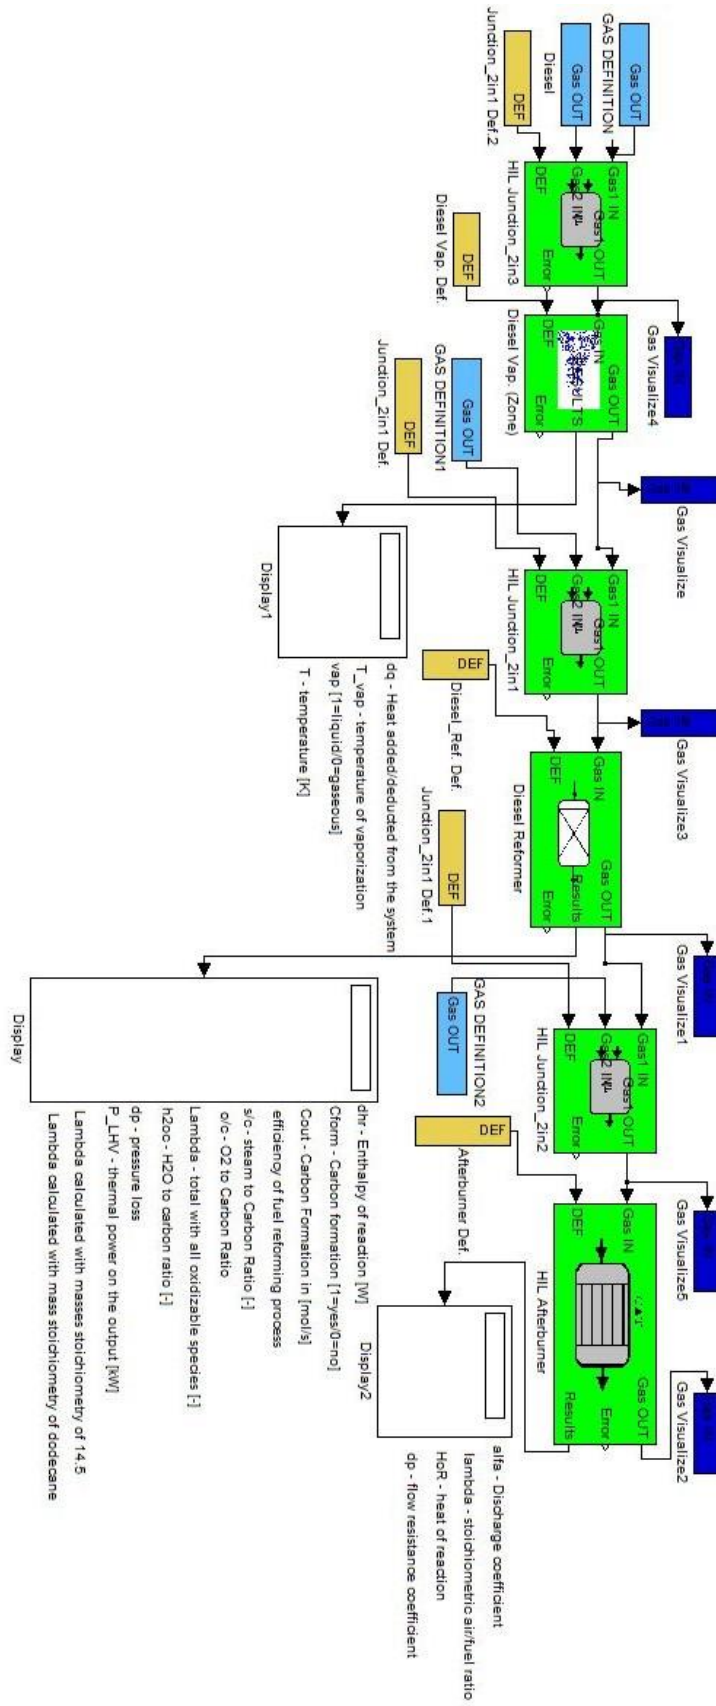 GAS DEFINITION
Gas OUT
Diesel
Gas OUT
Junction_2in1 Def.2
DEF
Gas1 IN
Gas2 IN
DEF
Gas1 OUT
Error
HIL Junction_2in3
Gas Visualize4
Diesel Vap. Def.
DEF
Gas IN
DEF
Gas OUT
Error
Diesel Vap. (Zone)
Gas Visualize
GAS DEFINITION1
Gas OUT
Junction_2in1 Def.
DEF
Gas1 IN
Gas2 IN
DEF
Gas1 OUT
Error
HIL Junction_2in1
Display1
dq - Heat added/deducted from the system
T_vap - temperature of vaporization
vap [1=liquid/0=gaseous]
T - temperature [K]
Gas Visualize3
DEF
Diesel_Ref. Def.
Gas IN
DEF
Gas OUT
Results
Error
Diesel Reformer
Gas Visualize1
Junction_2in1 Def.1
DEF
GAS DEFINITION2
Gas OUT
Gas1 IN
Gas2 IN
DEF
Gas1 OUT
Error
HIL Junction_2in2
Gas Visualize5
DEF
Afterburner Def.
Gas IN
DEF
CAT
Gas OUT
Error
Results
HIL Afterburner
Gas Visualize2
Display
dhr - Enthalpy of reaction [W]
Cform - Carbon formation [1=yes/0=no]
Cout - Carbon Formation in [mol/s]
efficiency of fuel reforming process
s/c - steam to Carbon Ratio [-]
o/c - O2 to Carbon Ratio
Lambda - total with all oxidizable species [-]
h2oc - H2O to carbon ratio [-]
dp - pressure loss
P_LHV - thermal power on the output [kW]
Lambda calculated with masses stoichiometry of 14.5
Lambda calculated with mass stoichiometry of dodecane
Display2
alfa - Discharge coefficient
lambda - stoichiometric air/fuel ratio
HoR - heat of reaction
dp - flow resistance coefficient